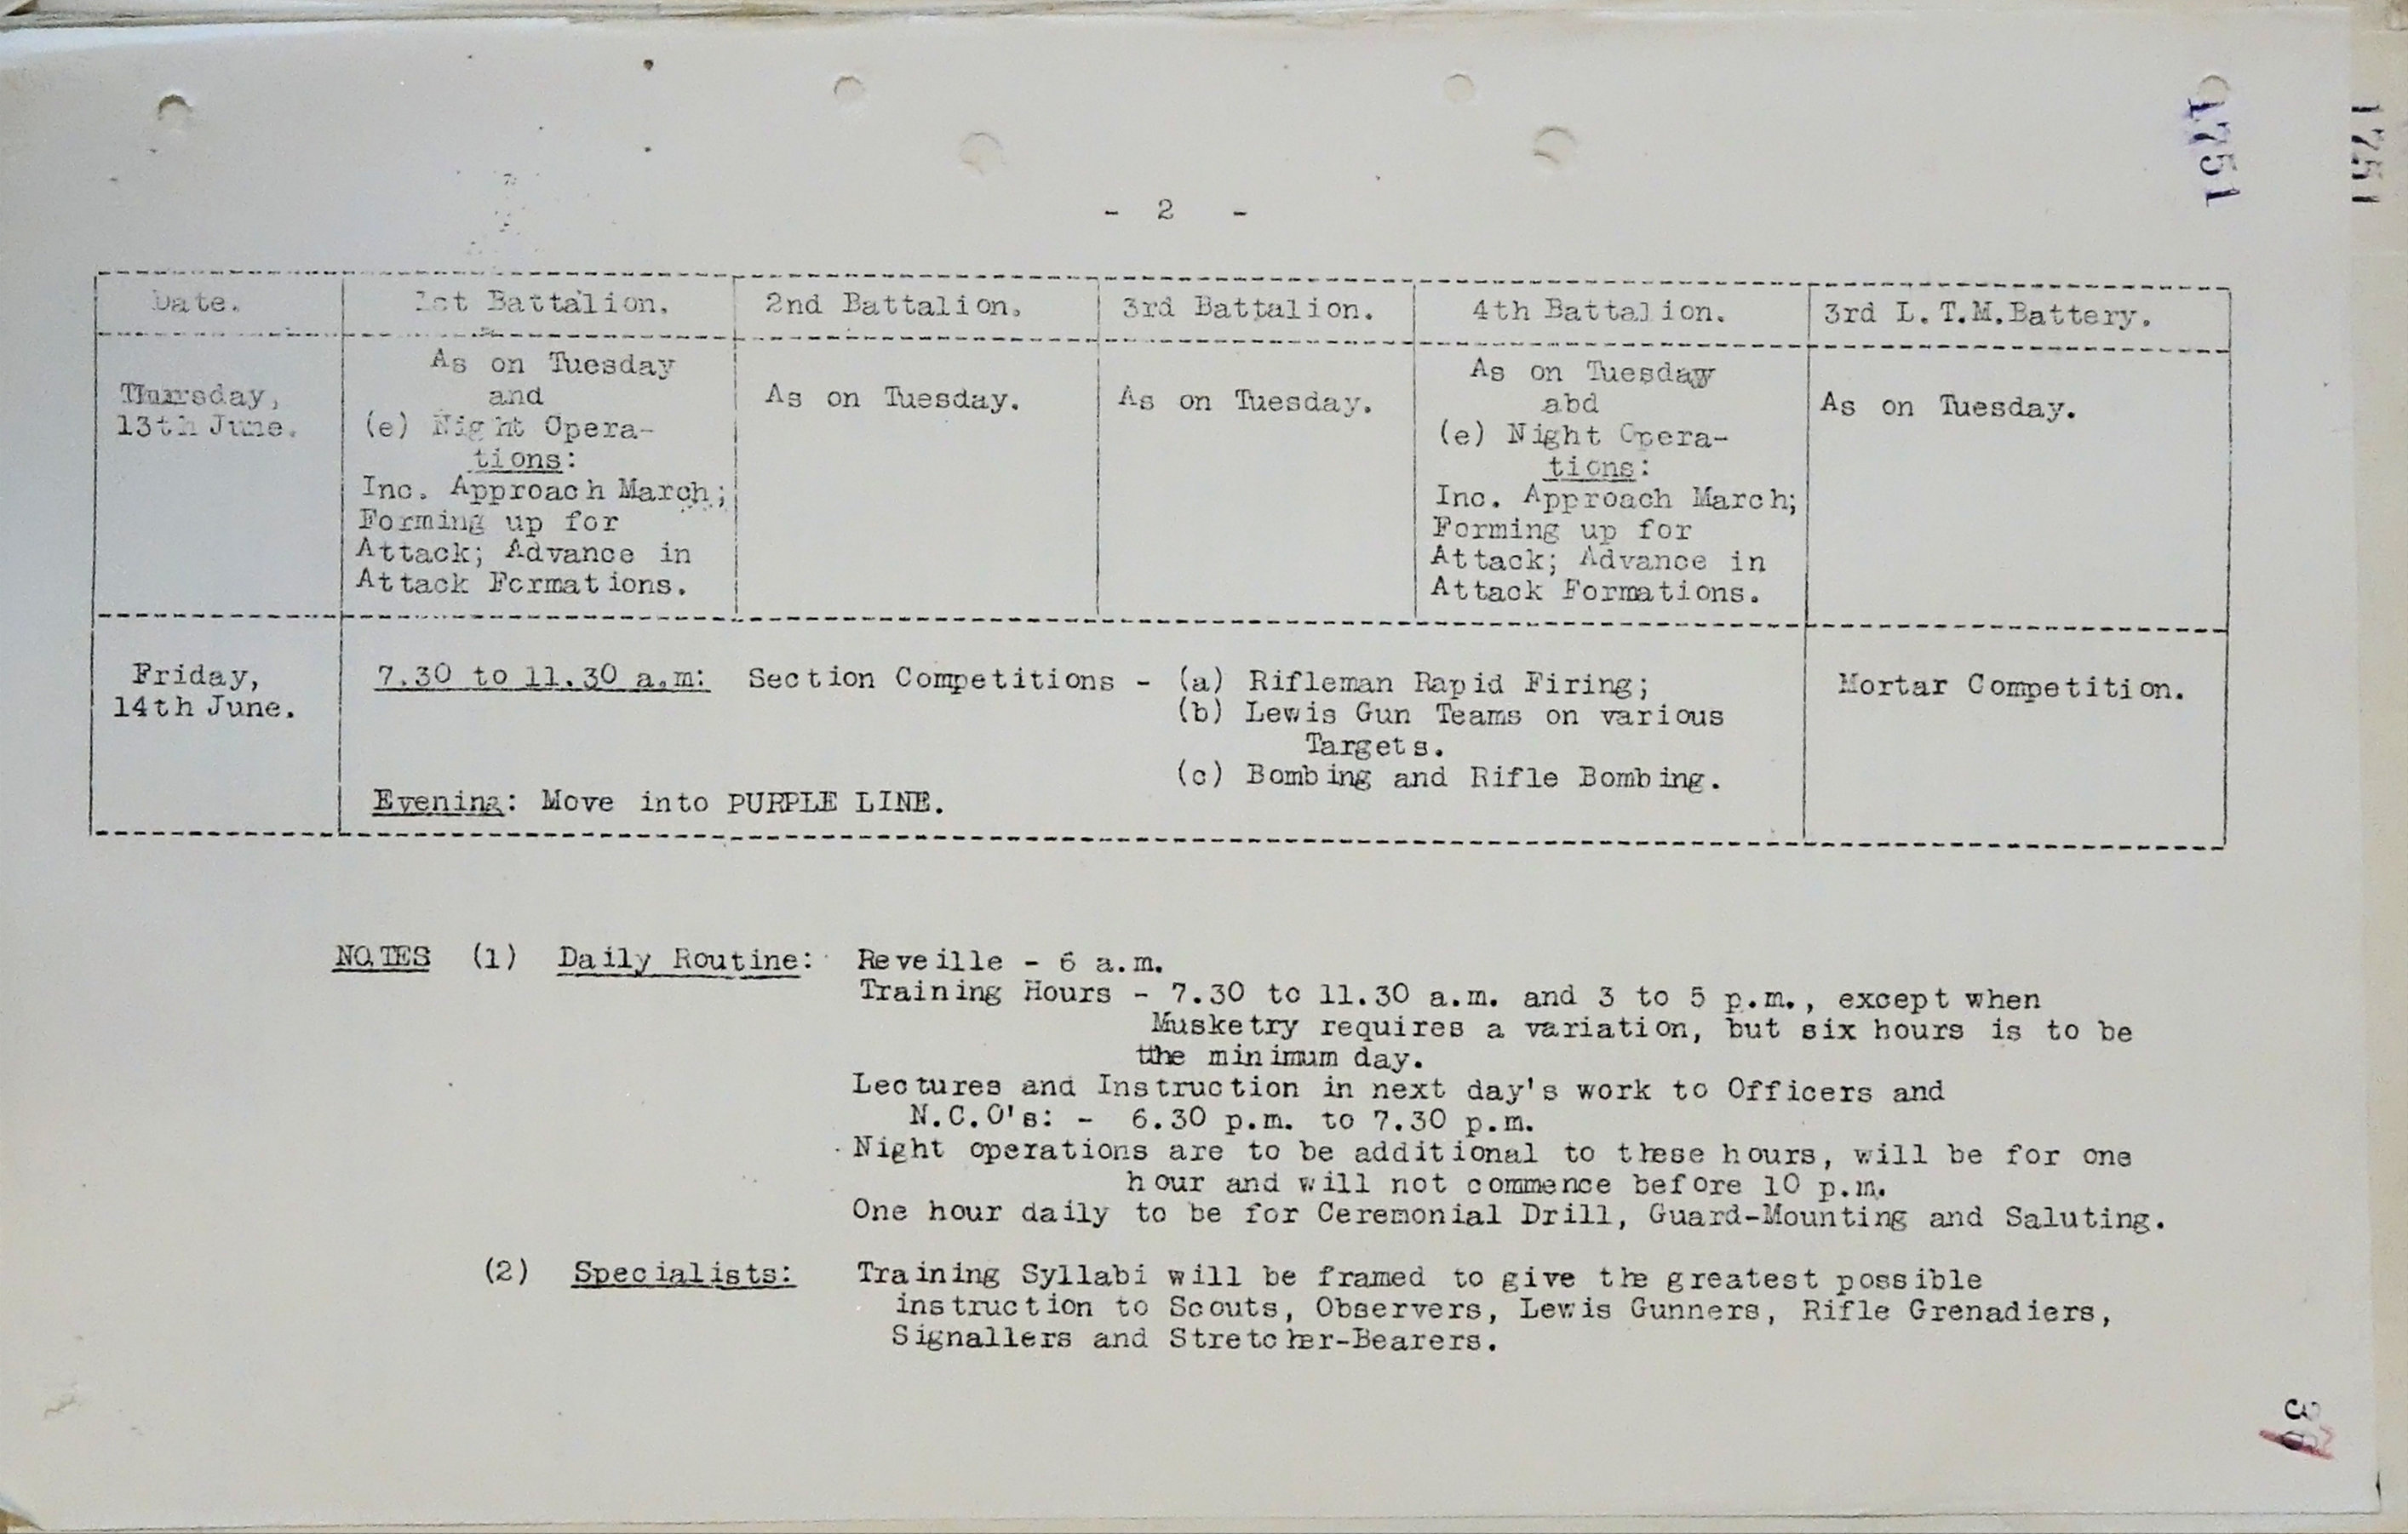 1751
1751
- 2 -
Date. 1st Battalion. 2nd Battalion. 3rd Battalion. 4th Battalion. 3rd L.T.M.Battery.
Thursday,
13th June.
As on Tuesday
and
(e) Night Opera-
tions:
Inc. Approach March;
Forming up for
Attack; Advance in
Attack Formations.
As on Tuesday.
As on Tuesday.
As on Tuesday
abd
(e) Night Opera-
tions:
Inc. Approach March;
Forming up for
Attack; Advance in
Attack Formations.
As on Tuesday.
Friday,
14th June.
7.30 to 11.30 a.m: Section Competitions - (a) Rifleman Rapid Firing;
(b) Lewis Gun Teams on various
Targets.
(c) Bombing and Rifle Bombing.
Evening: Move into PURPLE LINE.
Mortar Competition.
NOTES (1) Daily Routine: Reveille - 6 a.m.
Training Hours - 7.30 to 11.30 a.m. and 3 to 5 p.m., except when
Musketry requires a variation, but six hours is to be
the minimum day.
Lectures and Instruction in next day's work to Officers and
N.C.O's: - 6.30 p.m. to 7.30 p.m.
Night operations are to be additional to these hours, will be for one
hour and will not commence before 10 p.m.
One hour daily to be for Ceremonial Drill, Guard-Mounting and Saluting.
(2) Specialists: Training Syllabi will be framed to give the greatest possible
instruction to Scouts, Observers, Lewis Gunners, Rifle Grenadiers,
Signallers and Stretcher-Bearers.